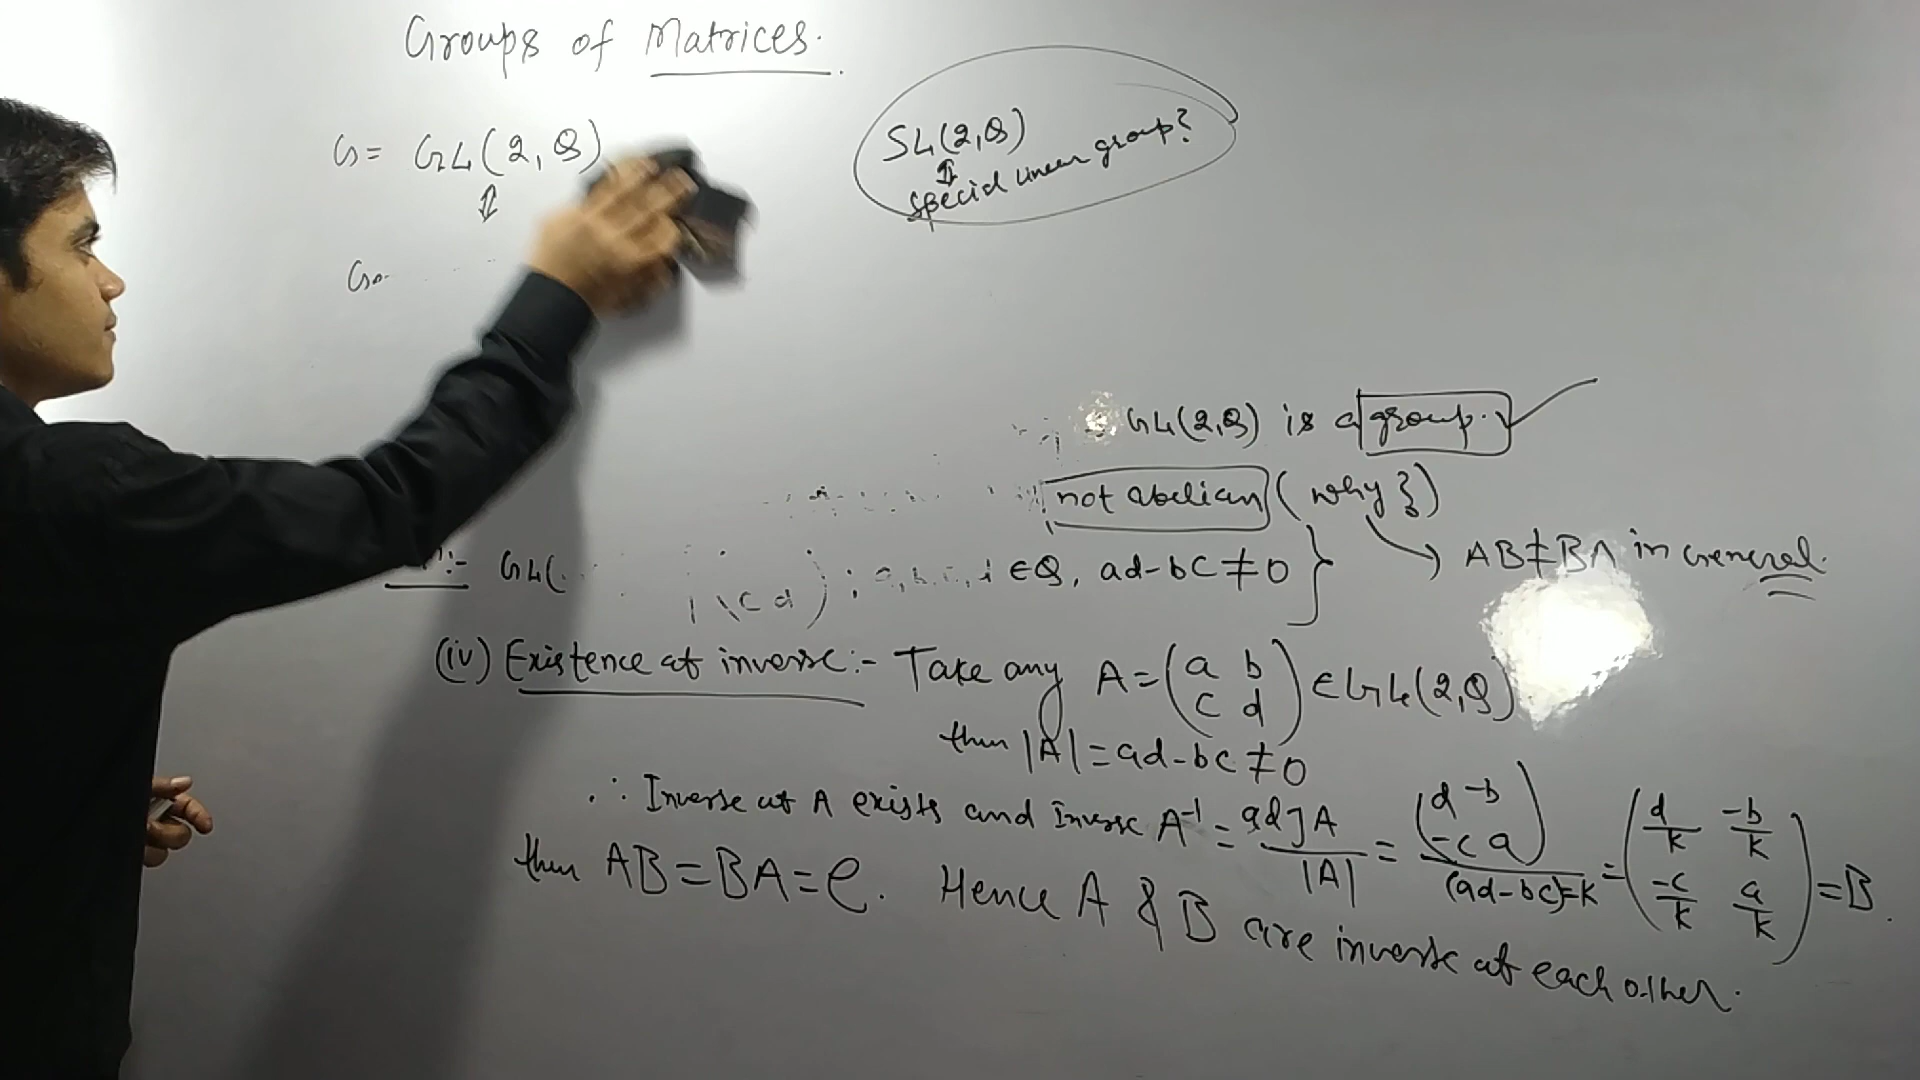 Groups of Matrices.
G = GL(2, Q)
⇕
SL(2,Q)
⇕
special linear group?
GL(2,Q) is a group.
not abelian (why?)
→ AB≠BA in General.
:- GL( c d) ; ∈ Q, ad-bc≠0 }
(iv) Existence of inverse:- Take any A = (a b c d) ∈ GL(2,Q)
then |A| = ad-bc≠0
∴ Inverse of A exists and inverse A⁻¹ = adjA/|A| = (d -b -c a)/(ad-bc)=k = (d/k -b/k -c/k a/k) = B.
then AB=BA=e. Hence A & B are inverse of each other.